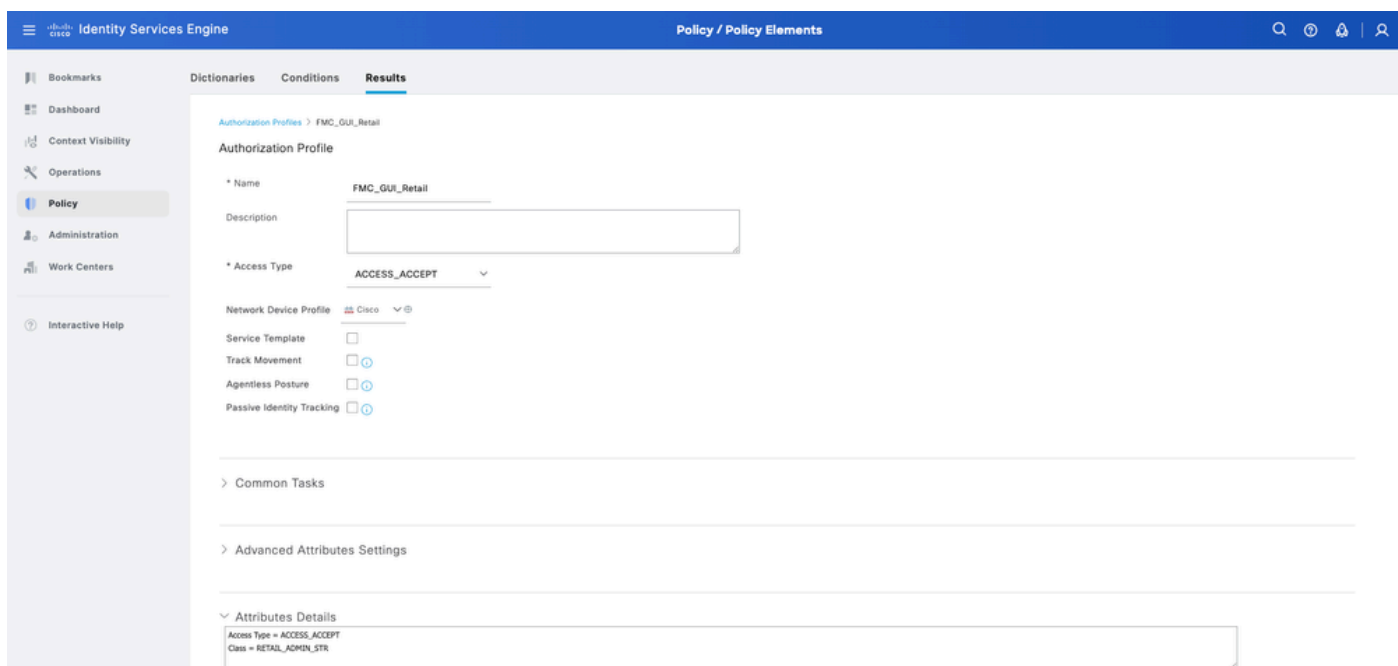 cisco Identity Services Engine Policy / Policy Elements
Bookmarks
Dashboard
Context Visibility
Operations
Policy
Administration
Work Centers
Interactive Help
Dictionaries Conditions Results
Authorization Profiles > FMC_GUI_Retail
Authorization Profile
* Name FMC_GUI_Retail
Description
* Access Type ACCESS_ACCEPT
Network Device Profile Cisco
Service Template
Track Movement
Agentless Posture
Passive Identity Tracking
Common Tasks
Advanced Attributes Settings
Attributes Details
Access Type = ACCESS_ACCEPT
Class = RETAIL_ADMIN_STR